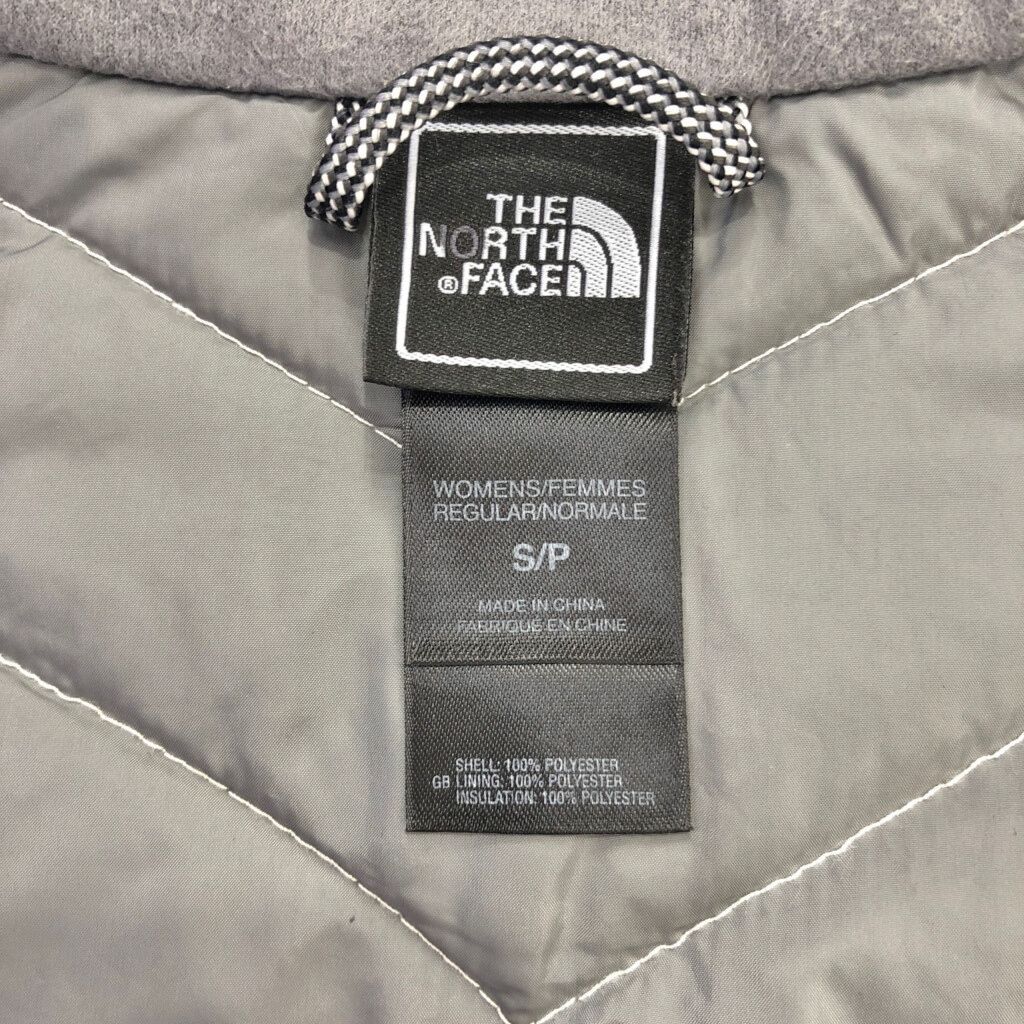 THE
NORTH
®FACE
WOMENS/FEMMES
REGULAR/NORMALE
S/P
MADE IN CHINA
FABRIQUE EN CHINE
SHELL: 100% POLYESTER
GB LINING: 100% POLYESTER
INSULATION: 100% POLYESTER